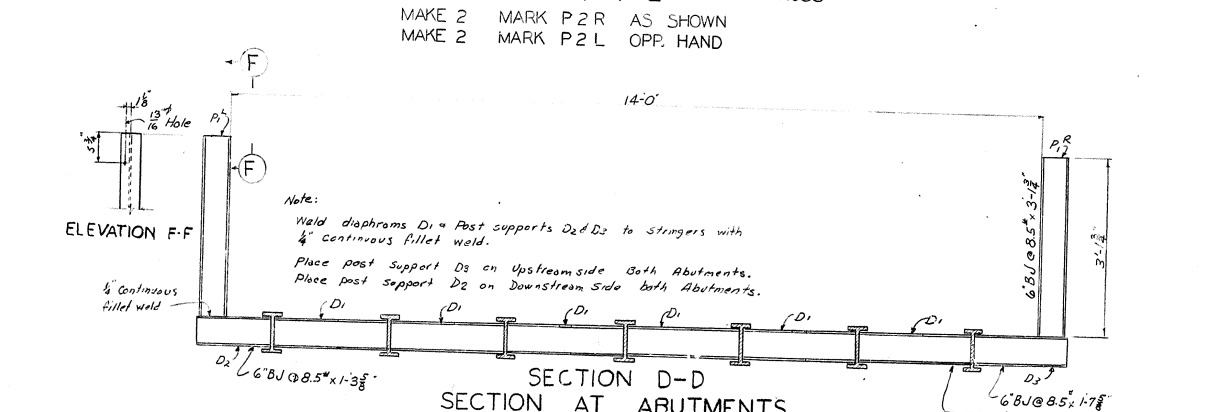 MAKE 2 MARK P2R AS SHOWN
MAKE 2 MARK P2L OPP. HAND
F
14'-0"
1 1/8"
13/16"φ Hole
5 3/4"
P1L
P1R
F
ELEVATION F-F
Note:
Weld diaphroms D1 & Post supports D2 & D3 to stringers with
1/4" continuous fillet weld.
Place post support D3 on Upstream side Both Abutments.
Place post support D2 on Downstream Side both Abutments.
6"BJ@8.5# x 3'-1 3/4"
3'-1 3/4"
1/4" Continuous
fillet weld
D1
D1
D1
D1
D1
D1
D2
6"BJ@8.5# x 1'-3 5/8"
D3
6"BJ@8.5# x 1'-7 5/8"
SECTION D-D
SECTION AT ABUTMENTS